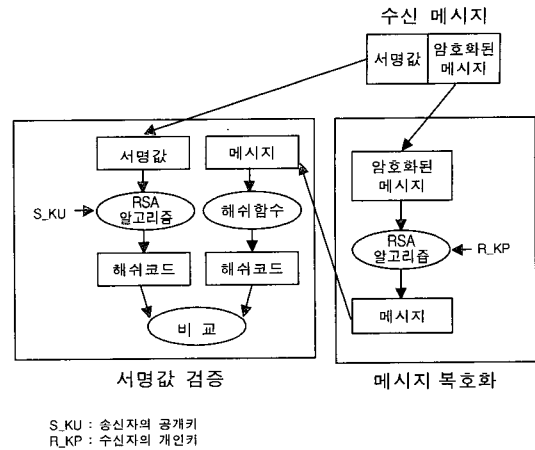 수신 메시지
서명값
암호화된
메시지
서명값
메시지
암호화된
메시지
S_KU
RSA
알고리즘
해쉬함수
RSA
알고리즘
R_KP
해쉬코드
해쉬코드
메시지
비 교
서명값 검증
메시지 복호화
S_KU : 송신자의 공개키
R_KP : 수신자의 개인키